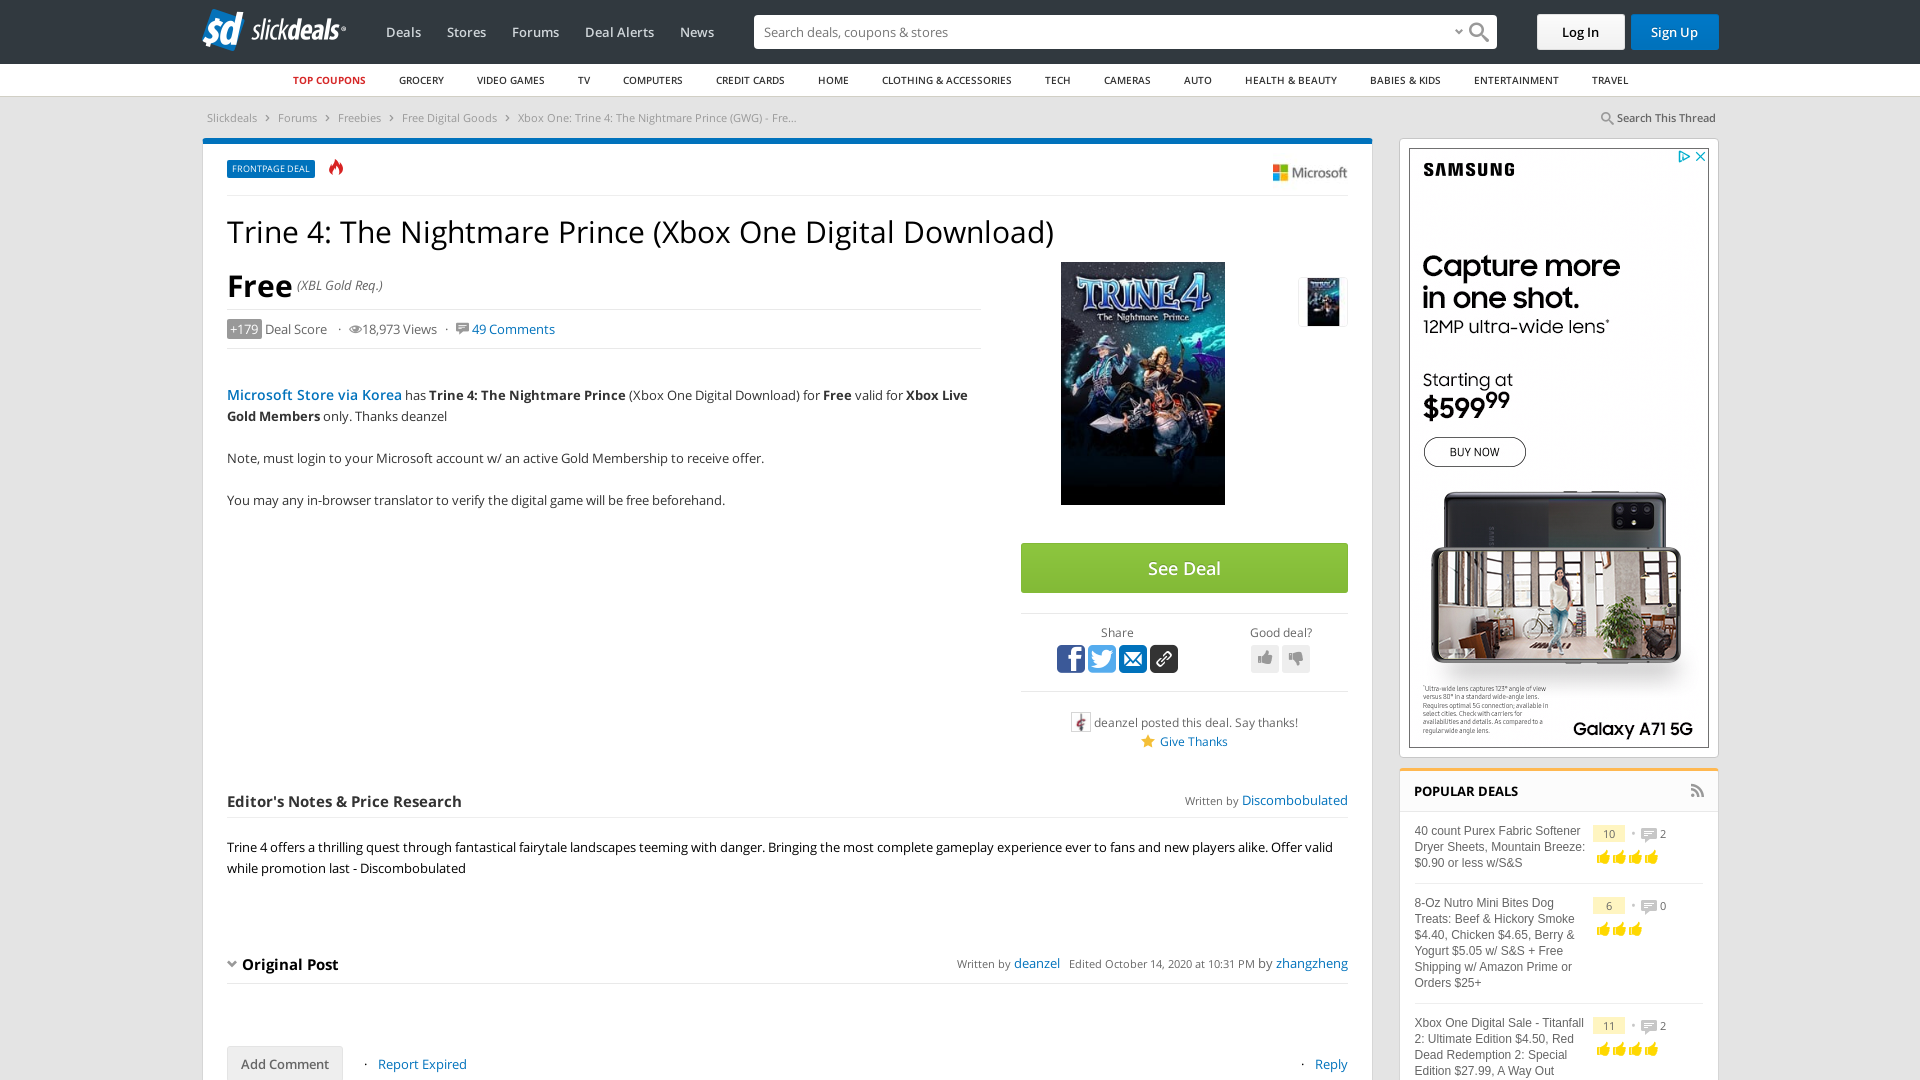 slickdeals
Deals
Stores
Forums
Deal Alerts
News
Search deals, coupons & stores
Log In
Sign Up
TOP COUPONS
GROCERY
VIDEO GAMES
TV
COMPUTERS
CREDIT CARDS
HOME
CLOTHING & ACCESSORIES
TECH
CAMERAS
AUTO
HEALTH & BEAUTY
BABIES & KIDS
ENTERTAINMENT
TRAVEL
Slickdeals > Forums > Freebies > Free Digital Goods > Xbox One: Trine 4: The Nightmare Prince (GWG) - Fre...
Search This Thread
FRONTPAGE DEAL
Microsoft
Trine 4: The Nightmare Prince (Xbox One Digital Download)
Free (XBL Gold Req.)
+179 Deal Score · 18,973 Views · 49 Comments
Microsoft Store via Korea has Trine 4: The Nightmare Prince (Xbox One Digital Download) for Free valid for Xbox Live
Gold Members only. Thanks deanzel
Note, must login to your Microsoft account w/ an active Gold Membership to receive offer.
You may any in-browser translator to verify the digital game will be free beforehand.
TRINE 4
The Nightmare Prince
See Deal
Share
Good deal?
deanzel posted this deal. Say thanks!
Give Thanks
Editor's Notes & Price Research
Written by Discombobulated
Trine 4 offers a thrilling quest through fantastical fairytale landscapes teeming with danger. Bringing the most complete gameplay experience ever to fans and new players alike. Offer valid
while promotion last - Discombobulated
Original Post
Written by deanzel Edited October 14, 2020 at 10:31 PM by zhangzheng
Add Comment
· Report Expired
· Reply
SAMSUNG
Capture more
in one shot.
12MP ultra-wide lens*
Starting at
$59999
BUY NOW
*Ultra-wide lens captures 123° angle of view
versus 80° in a standard wide-angle lens.
Requires optimal 5G connection; available in
select cities. Check with carriers for
availabilities and details. As compared to a
regular wide angle lens.
Galaxy A71 5G
POPULAR DEALS
40 count Purex Fabric Softener
Dryer Sheets, Mountain Breeze:
$0.90 or less w/S&S
10 • 2
8-Oz Nutro Mini Bites Dog
Treats: Beef & Hickory Smoke
$4.40, Chicken $4.65, Berry &
Yogurt $5.05 w/ S&S + Free
Shipping w/ Amazon Prime or
Orders $25+
6 • 0
Xbox One Digital Sale - Titanfall
2: Ultimate Edition $4.50, Red
Dead Redemption 2: Special
Edition $27.99, A Way Out
11 • 2